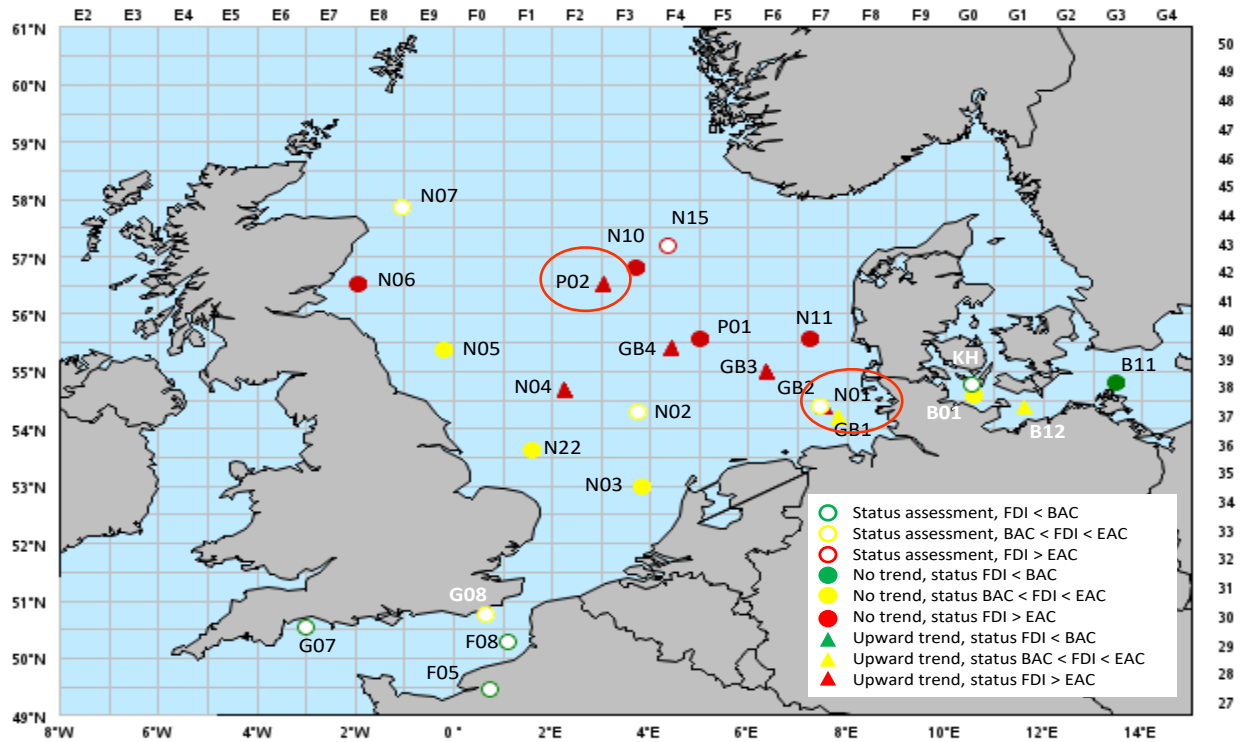 E2 E3 E4 E5 E6 E7 E8 E9 F0 F1 F2 F3 F4 F5 F6 F7 F8 F9 G0 G1 G2 G3 G4
61°N
50
60°N
49
48
59°N
47
46
58°N
N07
45
N15
44
N10
57°N
43
P02
N06
42
41
56°N
P01
N11
40
N05
GB4
KH
39
55°N
GB3
B11
N04
GB2
N01
38
N02
B01
37
54°N
GB1
B12
N22
36
35
53°N
N03
34
33
52°N
32
31
51°N
G08
30
G07
F08
50°N
29
F05
28
27
49°N
Status assessment, FDI < BAC
Status assessment, BAC < FDI < EAC
Status assessment, FDI > EAC
No trend, status FDI < BAC
No trend, status BAC < FDI < EAC
No trend, status FDI > EAC
Upward trend, status FDI < BAC
Upward trend, status BAC < FDI < EAC
Upward trend, status FDI > EAC
8°W 6°W 4°W 2°W 0° 2°E 4°E 6°E 8°E 10°E 12°E 14°E